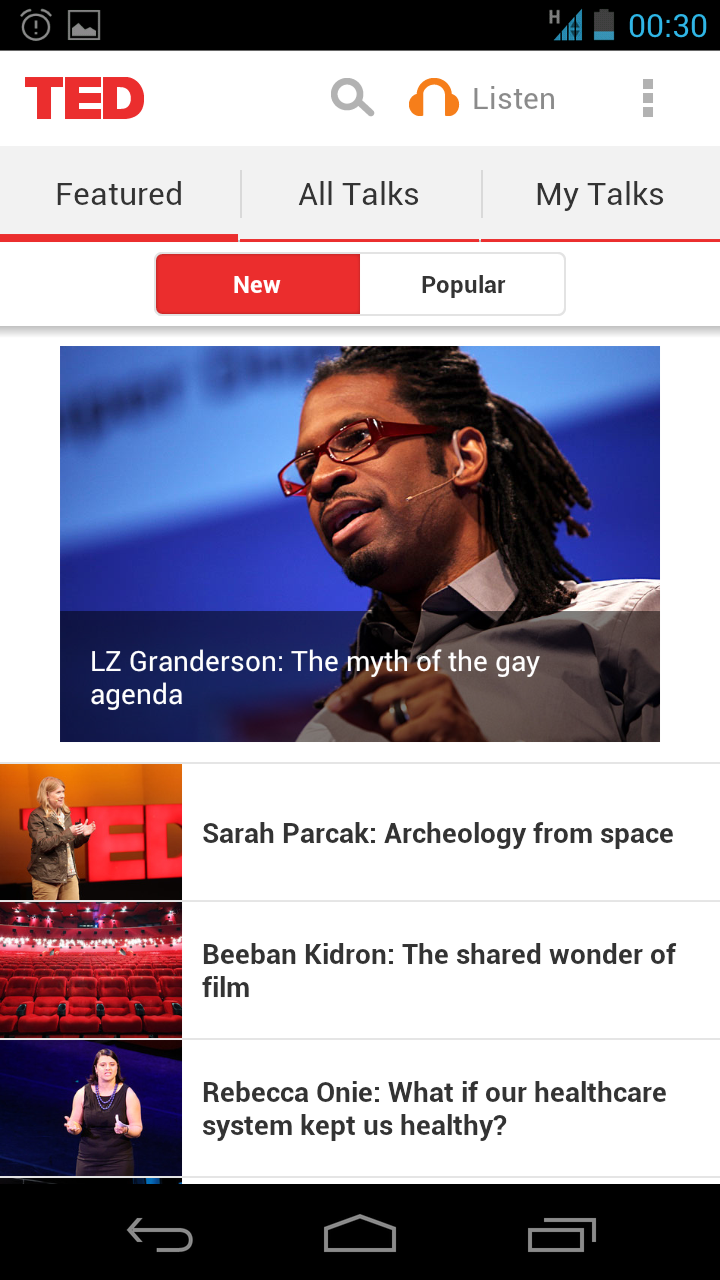 H
00:30
TED
Listen
Featured
All Talks
My Talks
New
Popular
LZ Granderson: The myth of the gay
agenda
TED
Sarah Parcak: Archeology from space
Beeban Kidron: The shared wonder of
film
Rebecca Onie: What if our healthcare
system kept us healthy?